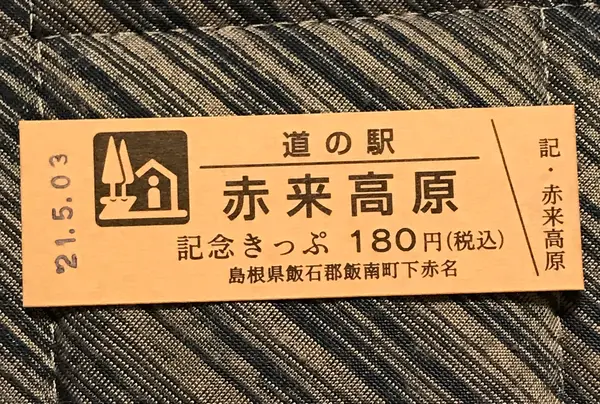 '21.5.03
道の駅
赤来高原
記念きっぷ 180円(税込)
島根県飯石郡飯南町下赤名
記・赤来高原